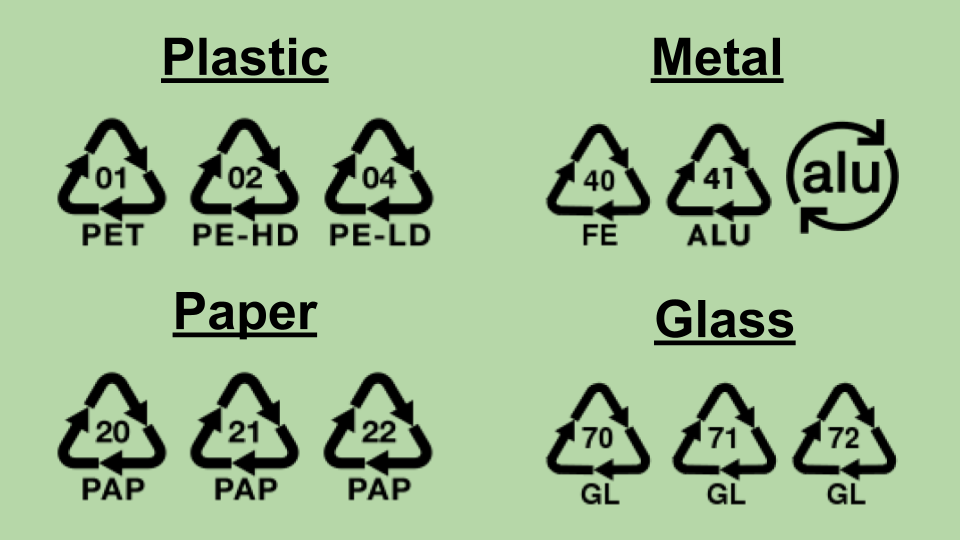 Plastic
01 02 04
PET PE-HD PE-LD
Metal
40 41 alu
FE ALU
Paper
20 21 22
PAP PAP PAP
Glass
70 71 72
GL GL GL